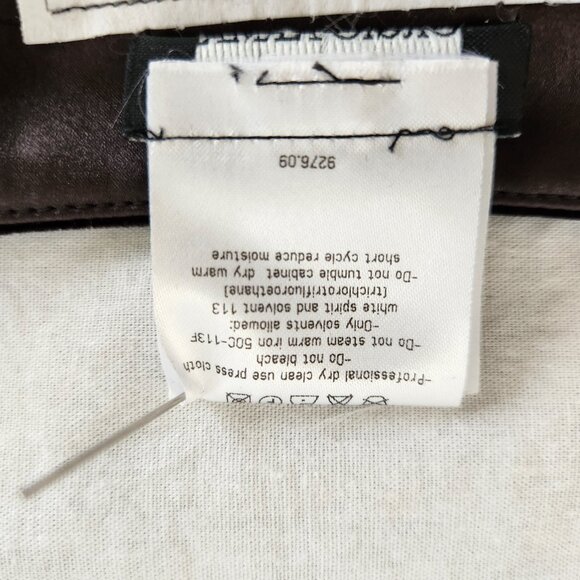 -Professional dry clean use press cloth
-Do not bleach
-Do not steam warm iron 50C-113F
-Only solvents allowed:
white spirit and solvent 113
[trichlorotrifluoroethane]
-Do not tumble cabinet dry warm
short cycle reduce moisture
9276.09